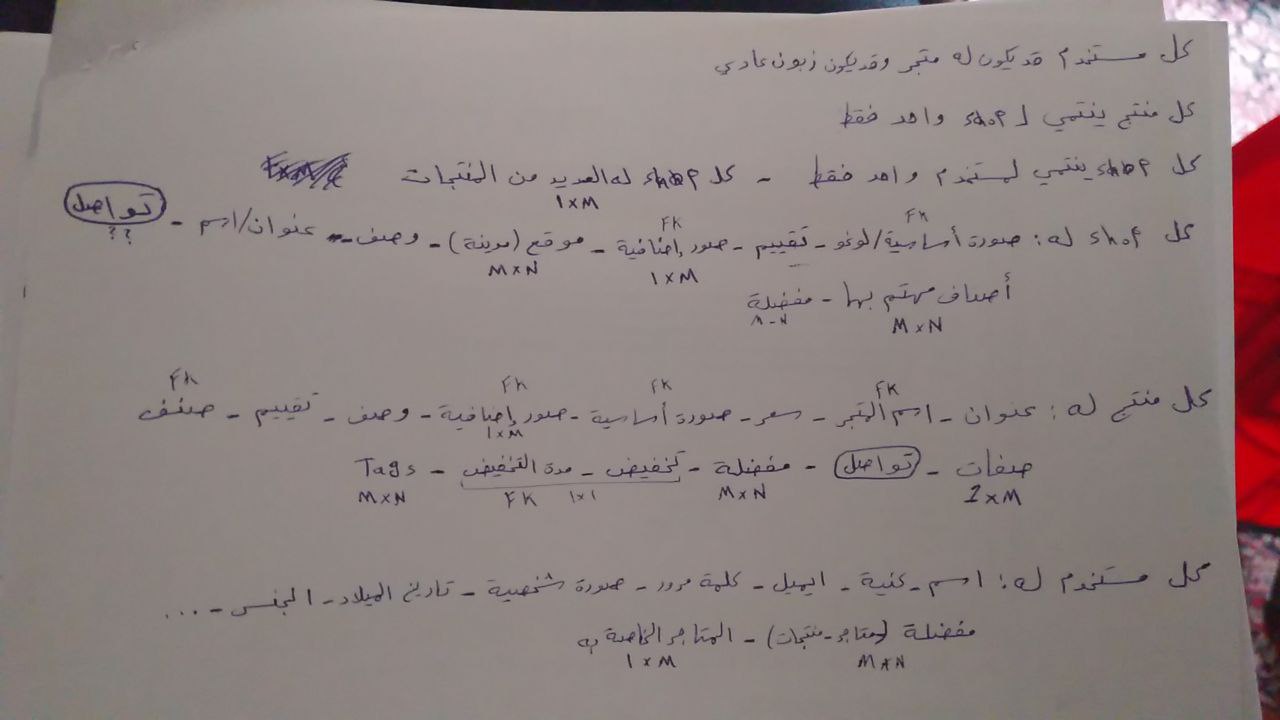 كل مستخدم قد يكون له متجر وقد يكون زبون عادي
كل منتج ينتمي ل shop واحد فقط
كل shop ينتمي لمستخدم واحد فقط - كل shop له العديد من المنتجات
1xM
كل shop له: صورة أساسية/لوغو - تقييم - صور إضافية - موقع (مدينة) - وصف - عنوان/اسم - تواصل
FK FK ??
1xM MxN
أصناف مهتم بها - مفضلة
MxN M-N
كل منتج له: عنوان - اسم المتجر - سعر - صورة أساسية - صور إضافية - وصف - تقييم - صنف
FK FK FK FK
1xM
صفات - تواصل - مفضلة - تخفيض - مدة التخفيض - Tags
1xM MxN 1x1 FK MxN
كل مستخدم له: اسم - كنية - ايميل - كلمة مرور - صورة شخصية - تاريخ الميلاد - الجنس - ...
مفضلة (متاجر - منتجات) - المتاجر الخاصة به
MxN 1xM